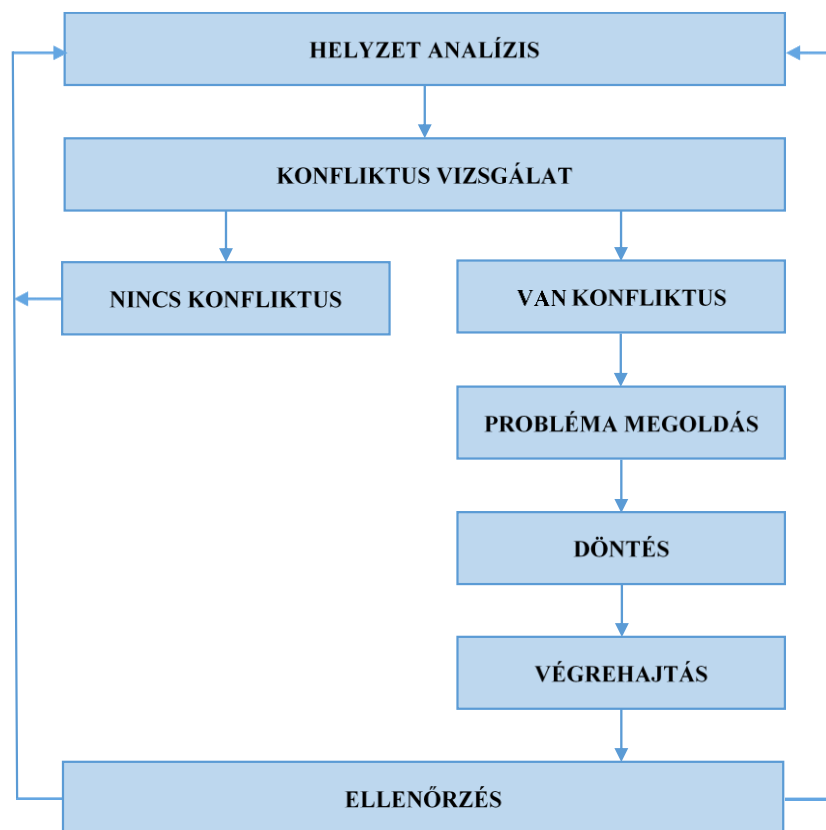 HELYZET ANALÍZIS
KONFLIKTUS VIZSGÁLAT
NINCS KONFLIKTUS
VAN KONFLIKTUS
PROBLÉMA MEGOLDÁS
DÖNTÉS
VÉGREHAJTÁS
ELLENŐRZÉS